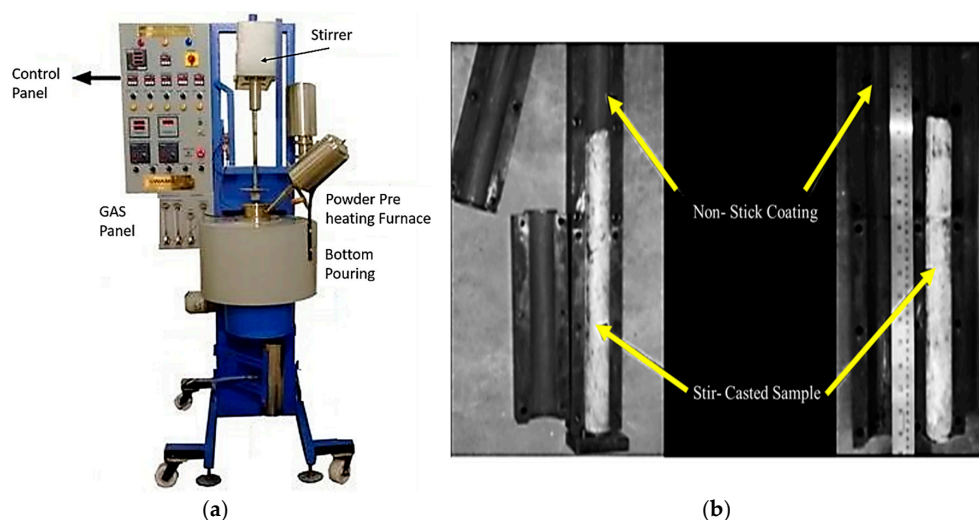 Stirrer
Control
Panel
GAS
Panel
Powder Pre
heating Furnace
Bottom
Pouring
Non- Stick Coating
Stir- Casted Sample
(a)
(b)